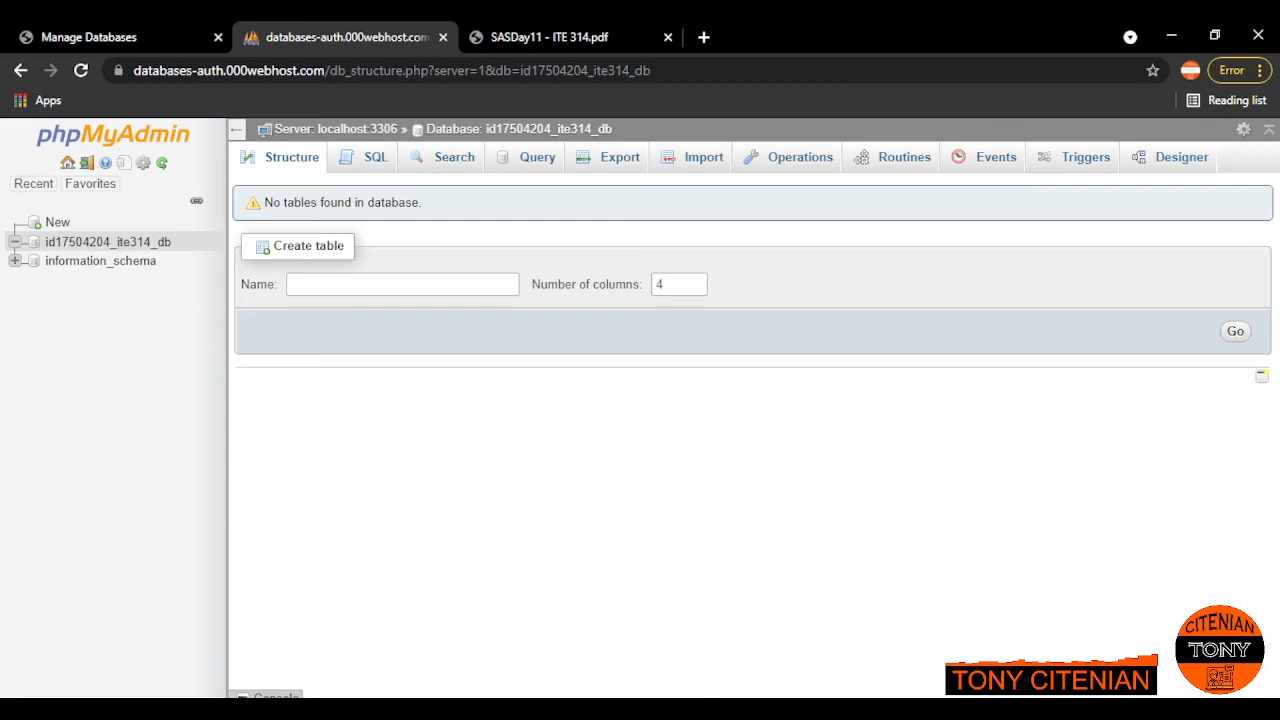 Manage Databases
databases-auth.000webhost.com
SASDay11 - ITE 314.pdf
databases-auth.000webhost.com/db_structure.php?server=1&db=id17504204_ite314_db
Error
Apps
Reading list
phpMyAdmin
Recent Favorites
New
id17504204_ite314_db
information_schema
Server: localhost:3306 » Database: id17504204_ite314_db
Structure SQL Search Query Export Import Operations Routines Events Triggers Designer
No tables found in database.
Create table
Name: Number of columns: 4
Go
Console
TONY CITENIAN
CITENIAN
TONY